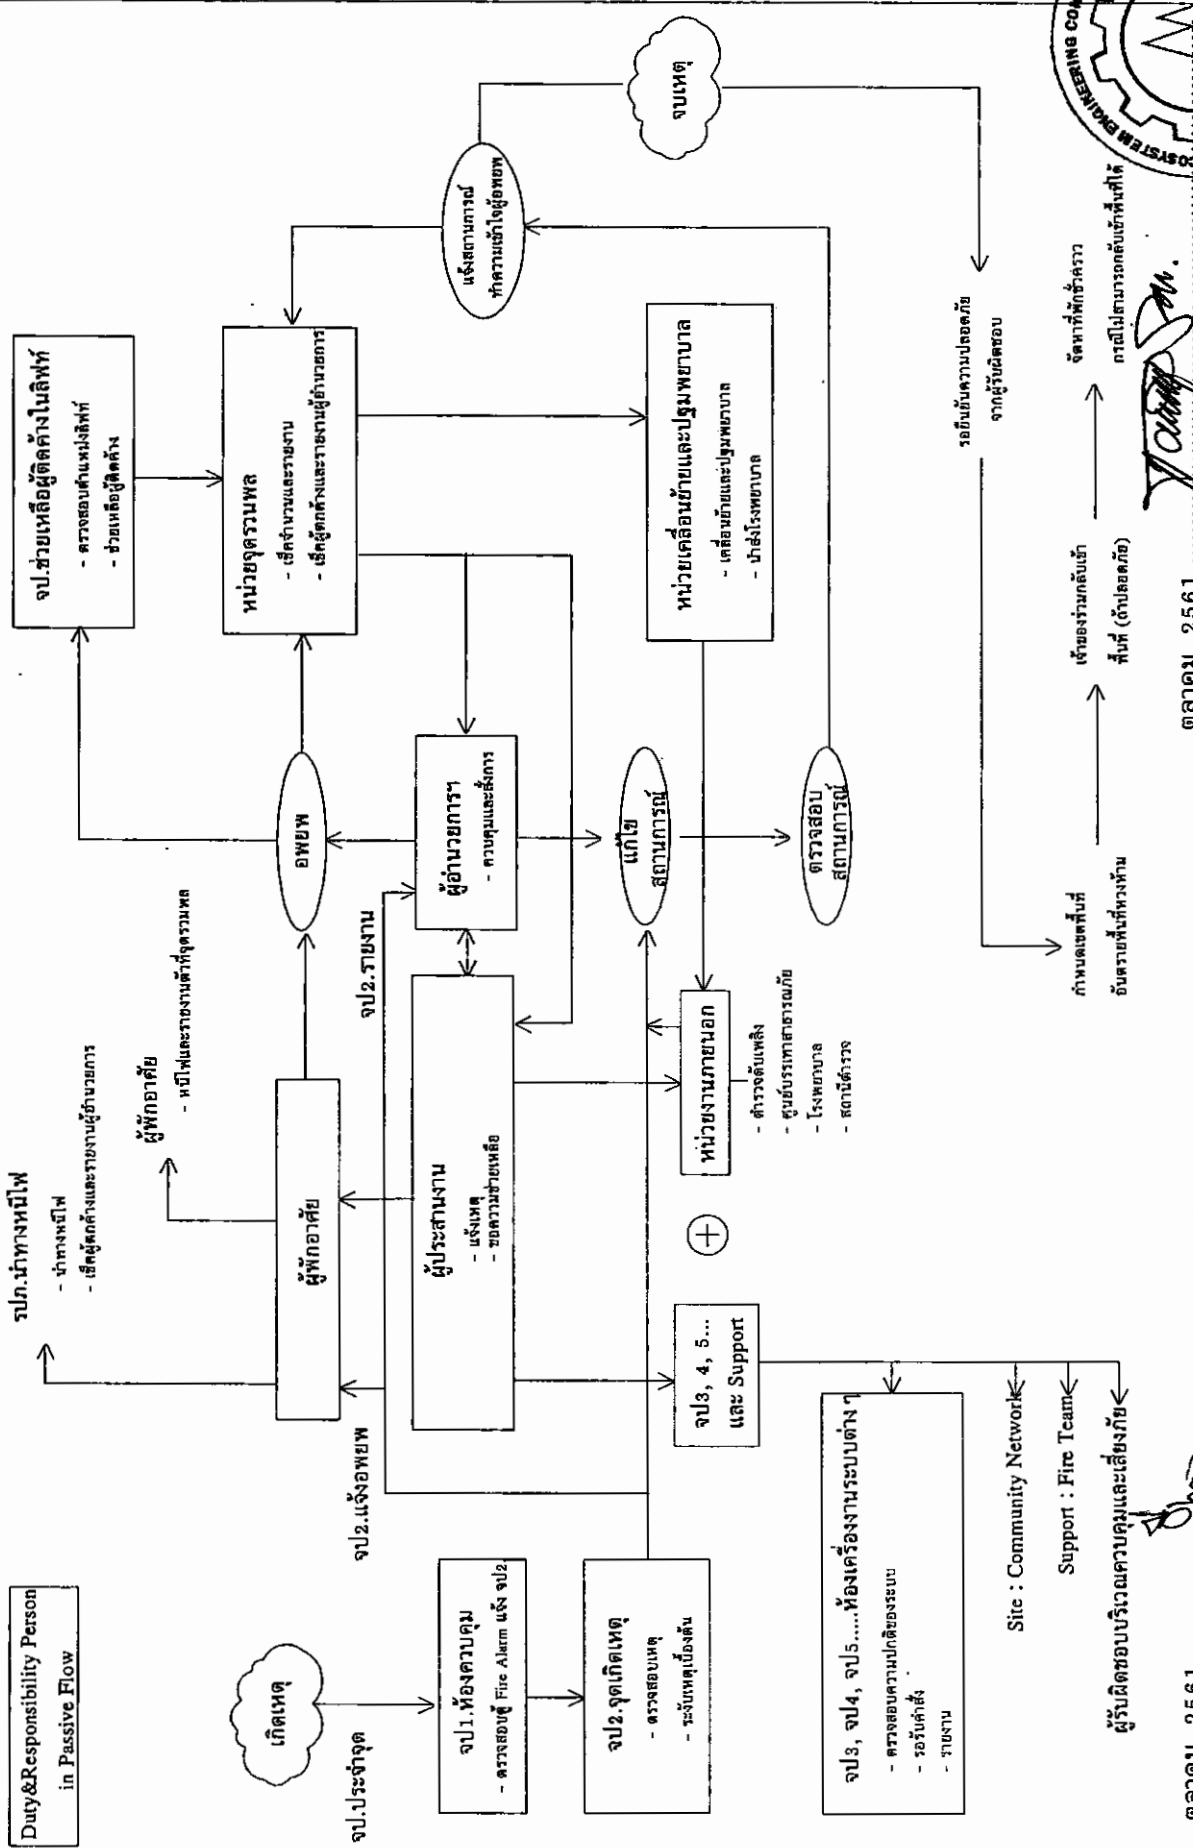 Duty&Responsibility Person
in Passive Flow
เกิดเหตุ
จป.ประจำจุด
จป1.ห้องควบคุม
- ตรวจสอบตู้ Fire Alarm แจ้ง จป2
จป2.จุดเกิดเหตุ
- ตรวจสอบเหตุ
- ระงับเหตุเบื้องต้น
จป2.แจ้งอพยพ
รปภ.นำทางหนีไฟ
- นำทางหนีไฟ
- เช็คผู้ตกค้างและรายงานผู้อำนวยการ
ผู้พักอาศัย
- หนีไฟและรายงานตัวที่จุดรวมพล
ผู้พักอาศัย
ผู้ประสานงาน
- แจ้งเหตุ
- ขอความช่วยเหลือ
จป2.รายงาน
อพยพ
ผู้อำนวยการฯ
- ควบคุมและสั่งการ
จป.ช่วยเหลือผู้ติดค้างในลิฟท์
- ตรวจสอบตำแหน่งลิฟท์
- ช่วยเหลือผู้ติดค้าง
หน่วยจุดรวมพล
- เช็คจำนวนและรายงาน
- เช็คผู้ตกค้างและรายงานผู้อำนวยการ
แจ้งสถานการณ์
ทำความเข้าใจผู้อพยพ
จบเหตุ
หน่วยเคลื่อนย้ายและปฐมพยาบาล
- เคลื่อนย้ายและปฐมพยาบาล
- นำส่งโรงพยาบาล
แก้ไข
สถานการณ์
ตรวจสอบ
สถานการณ์
จป3, 4, 5...
และ Support
+
หน่วยงานภายนอก
- ตำรวจดับเพลิง
- ศูนย์บรรเทาสาธารณภัย
- โรงพยาบาล
- สถานีตำรวจ
จป3, จป4, จป5.....ห้องเครื่องงานระบบต่าง ๆ
- ตรวจสอบความปกติของระบบ
- รอรับคำสั่ง
- รายงาน
Site : Community Network
Support : Fire Team
ผู้รับผิดชอบบริเวณควบคุมและเสี่ยงภัย
รอยืนยันความปลอดภัย
จากผู้รับผิดชอบ
กำหนดเขตพื้นที่
อันตรายพื้นที่หวงห้าม
เจ้าของร่วมกลับเข้า
พื้นที่ (ถ้าปลอดภัย)
จัดหาที่พักชั่วคราว
กรณีไม่สามารถกลับเข้าพื้นที่ได้
ตุลาคม 2561
ตุลาคม 2561
SYSTEM ENGINEERING